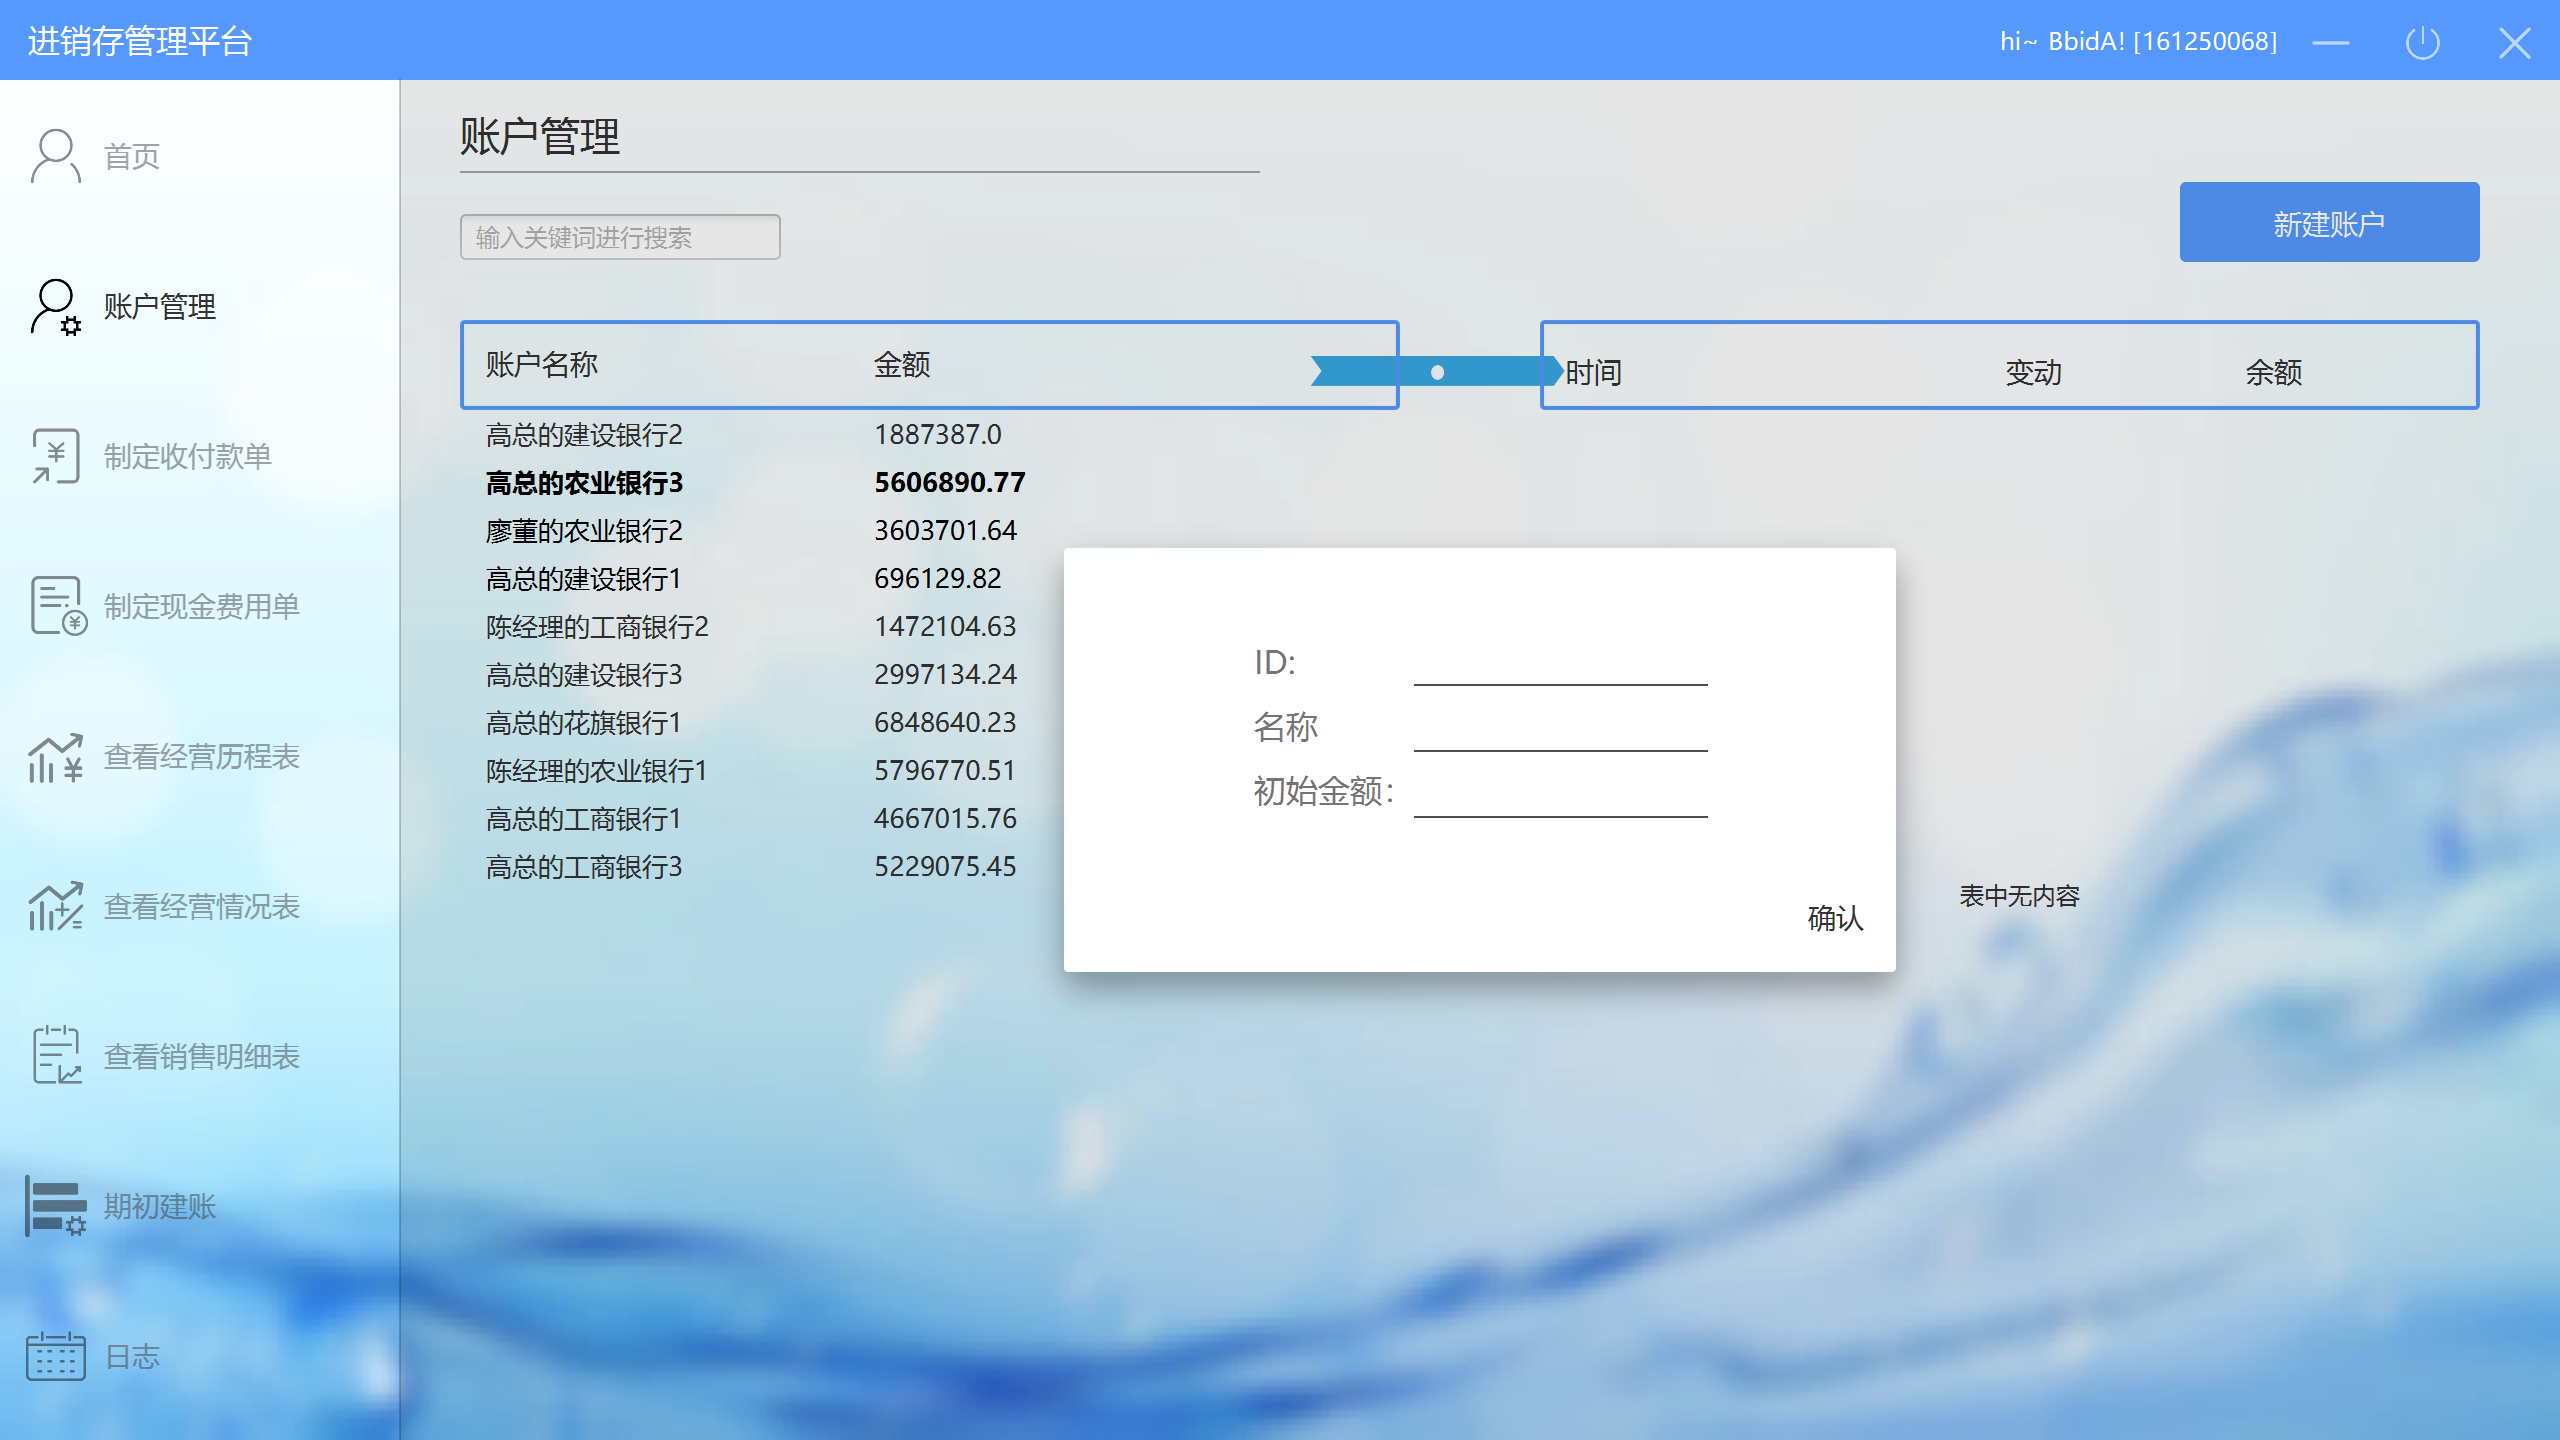 进销存管理平台
hi~ BbidA! [161250068]
首页
账户管理
制定收付款单
制定现金费用单
查看经营历程表
查看经营情况表
查看销售明细表
期初建账
日志
账户管理
输入关键词进行搜索
新建账户
账户名称 金额
时间 变动 余额
高总的建设银行2 1887387.0
高总的农业银行3 5606890.77
廖董的农业银行2 3603701.64
高总的建设银行1 696129.82
陈经理的工商银行2 1472104.63
高总的建设银行3 2997134.24
高总的花旗银行1 6848640.23
陈经理的农业银行1 5796770.51
高总的工商银行1 4667015.76
高总的工商银行3 5229075.45
ID:
名称
初始金额：
确认
表中无内容